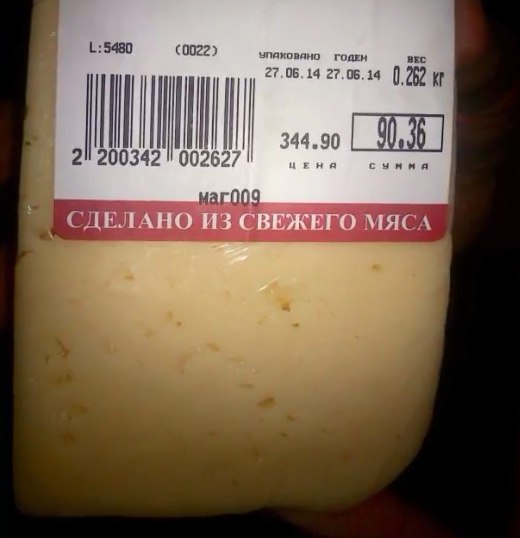 L:5480 (0022) УПАКОВАНО ГОДЕН ВЕС
27.06.14 27.06.14 0.262 кг
344.90 90.36
ЦЕНА СУММА
2 200342 002627
маг009
СДЕЛАНО ИЗ СВЕЖЕГО МЯСА